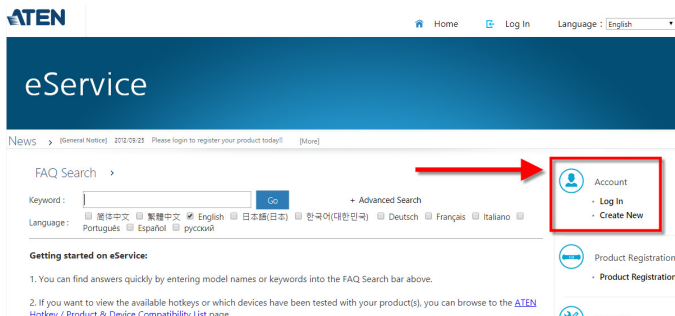 ATEN
Home Log In Language : English
eService
News › [General Notice] 2012/09/25 Please login to register your product today!! [More]
FAQ Search ›
Keyword : Go + Advanced Search
Language : 简体中文 繁體中文 English 日本語(日本) 한국어(대한민국) Deutsch Français Italiano
Português Español русский
Getting started on eService:
1. You can find answers quickly by entering model names or keywords into the FAQ Search bar above.
2. If you want to view the available hotkeys or which devices have been tested with your product(s), you can browse to the ATEN
Hotkey / Product & Device Compatibility List page
Account
· Log In
· Create New
Product Registration
· Product Registration